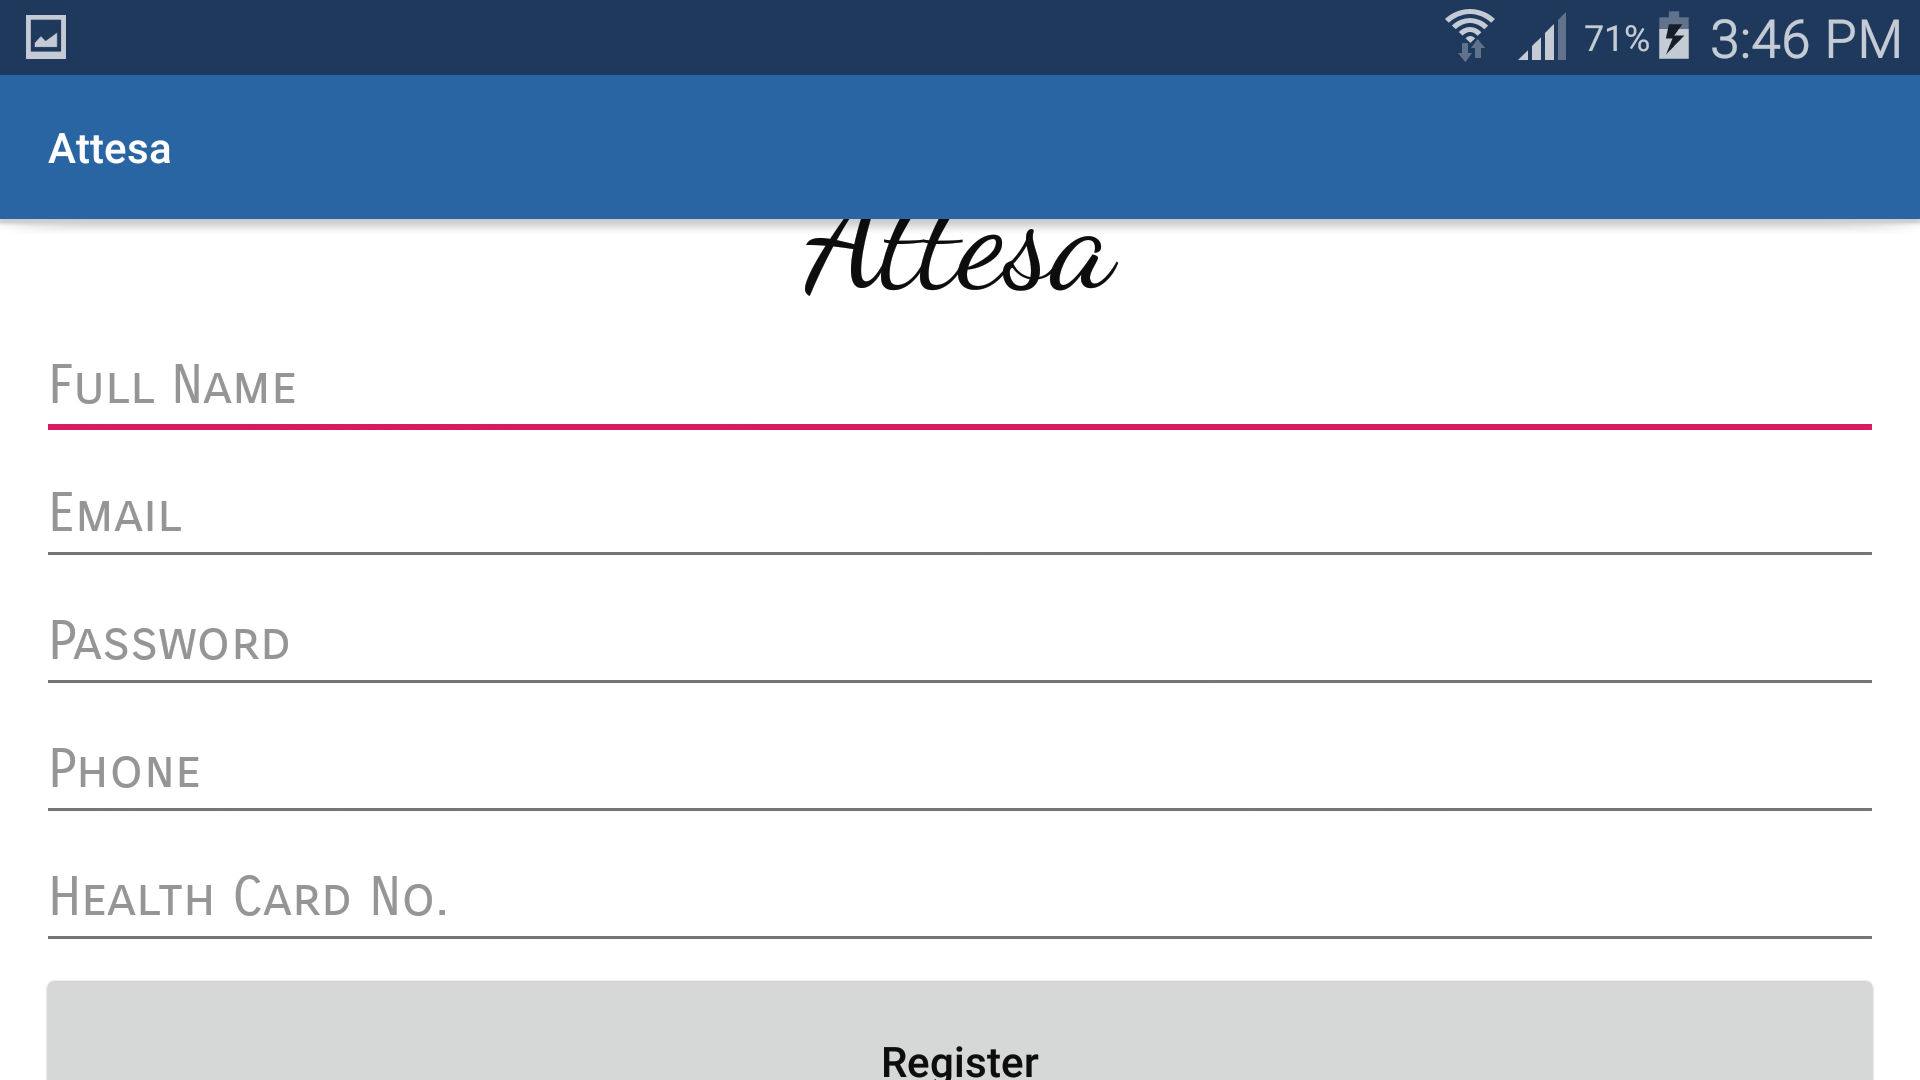 71% 3:46 PM
Attesa
Attesa
Full Name
Email
Password
Phone
Health Card No.
Register